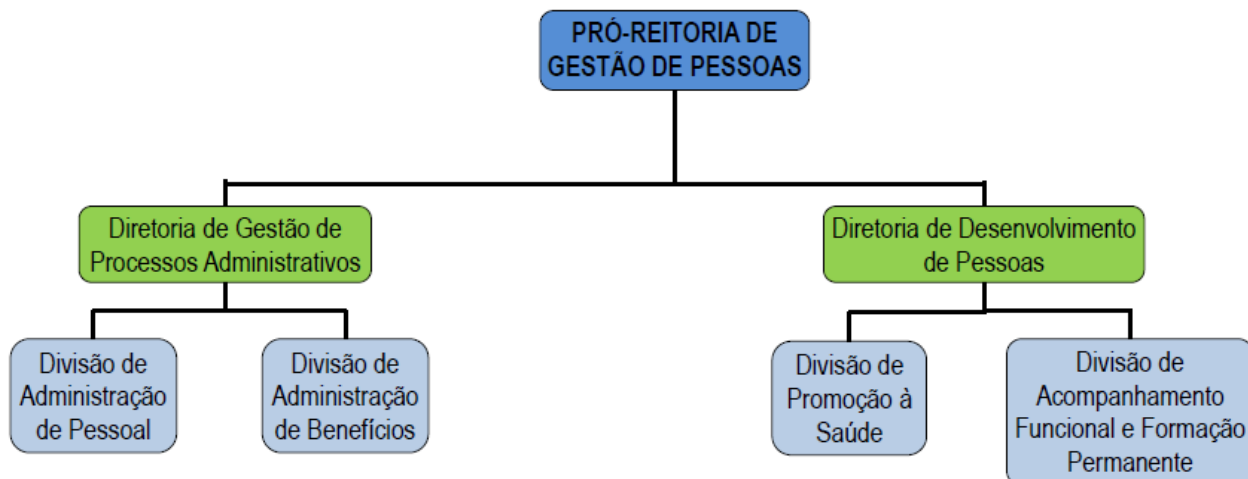 PRÓ-REITORIA DE
GESTÃO DE PESSOAS
Diretoria de Gestão de
Processos Administrativos
Diretoria de Desenvolvimento
de Pessoas
Divisão de
Administração
de Pessoal
Divisão de
Administração
de Benefícios
Divisão de
Promoção à
Saúde
Divisão de
Acompanhamento
Funcional e Formação
Permanente